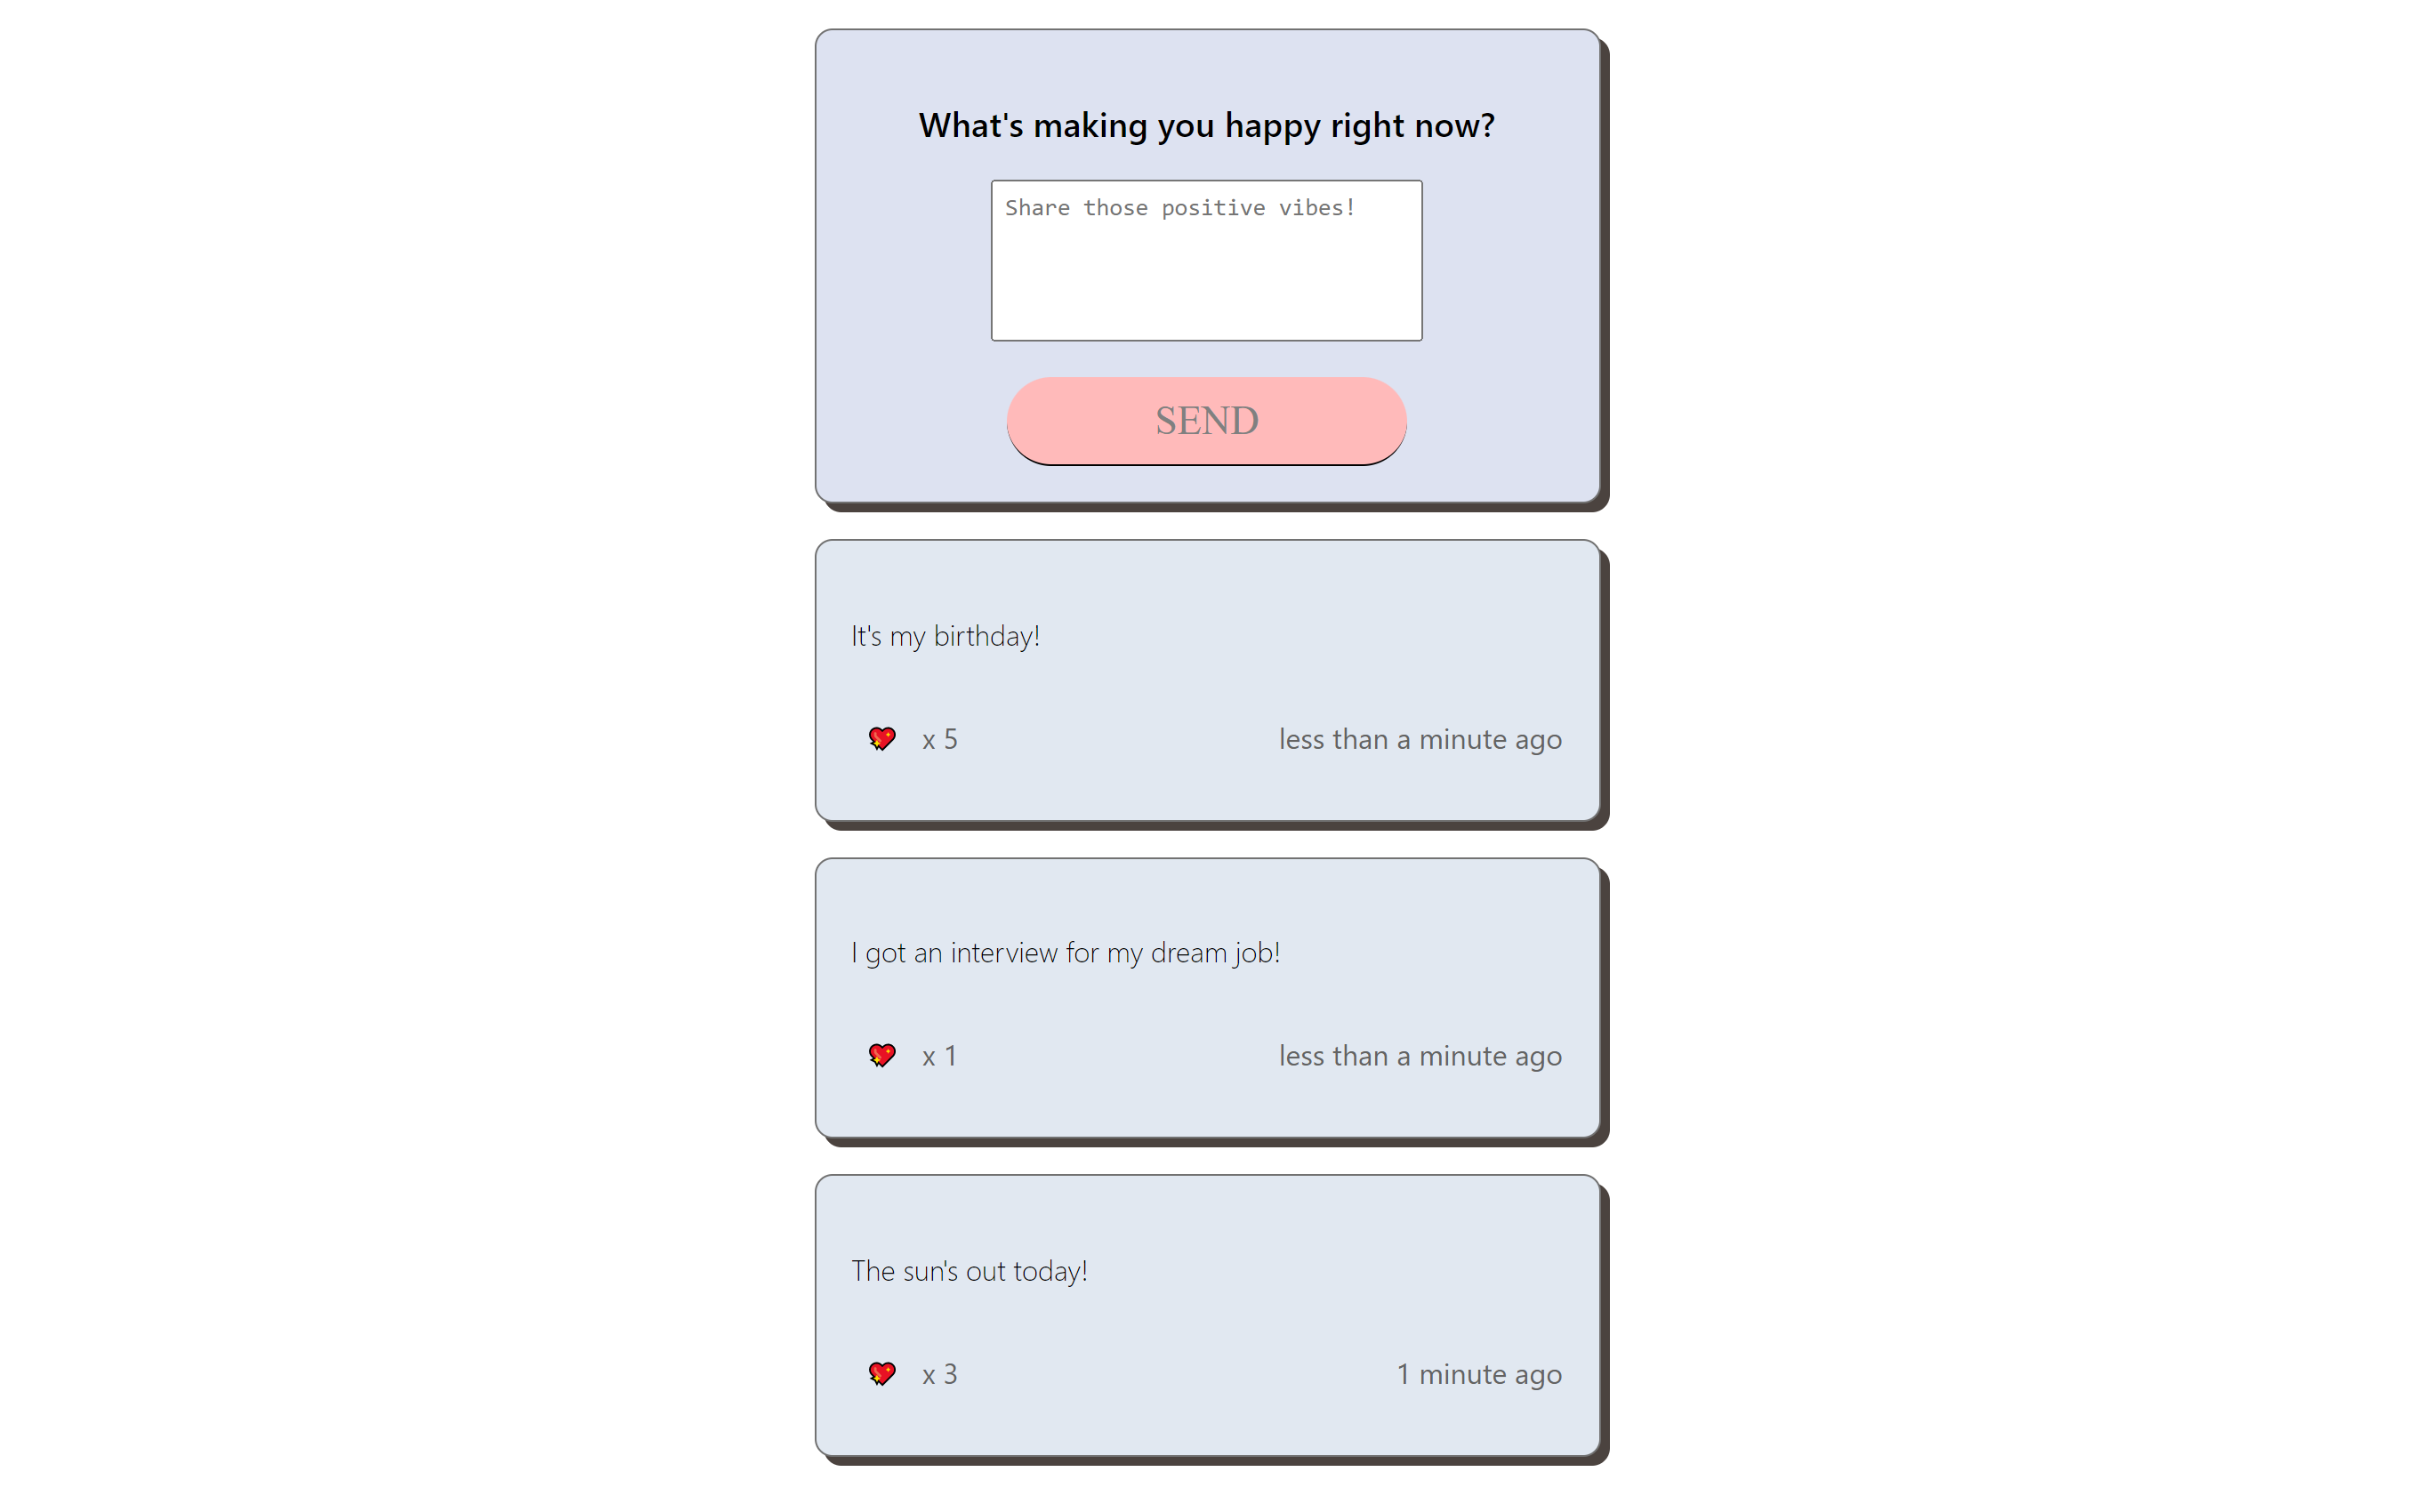 What's making you happy right now?
Share those positive vibes!
SEND
It's my birthday!
x 5 less than a minute ago
I got an interview for my dream job!
x 1 less than a minute ago
The sun's out today!
x 3 1 minute ago